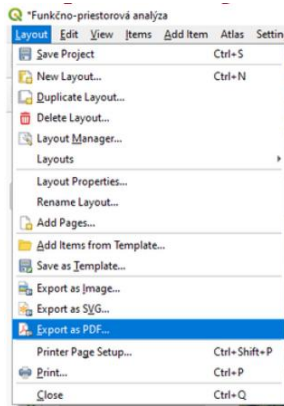 *Funkčno-priestorová analýza
Layout Edit View Items Add Item Atlas Settin
Save Project Ctrl+S
New Layout... Ctrl+N
Duplicate Layout...
Delete Layout...
Layout Manager...
Layouts
Layout Properties...
Rename Layout...
Add Pages...
Add Items from Template...
Save as Template...
Export as Image...
Export as SVG...
Export as PDF...
Printer Page Setup... Ctrl+Shift+P
Print... Ctrl+P
Close Ctrl+Q